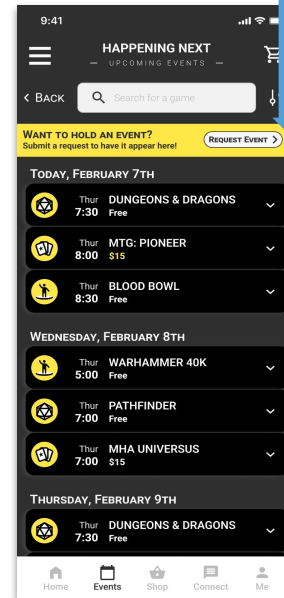 9:41
HAPPENING NEXT
— UPCOMING EVENTS —
< BACK
Search for a game
WANT TO HOLD AN EVENT?
Submit a request to have it appear here!
REQUEST EVENT >
TODAY, FEBRUARY 7TH
Thur DUNGEONS & DRAGONS
7:30 Free
Thur MTG: PIONEER
8:00 $15
Thur BLOOD BOWL
8:30 Free
WEDNESDAY, FEBRUARY 8TH
Thur WARHAMMER 40K
5:00 Free
Thur PATHFINDER
7:00 Free
Thur MHA UNIVERSUS
7:00 $15
THURSDAY, FEBRUARY 9TH
Thur DUNGEONS & DRAGONS
7:30 Free
Home Events Shop Connect Me